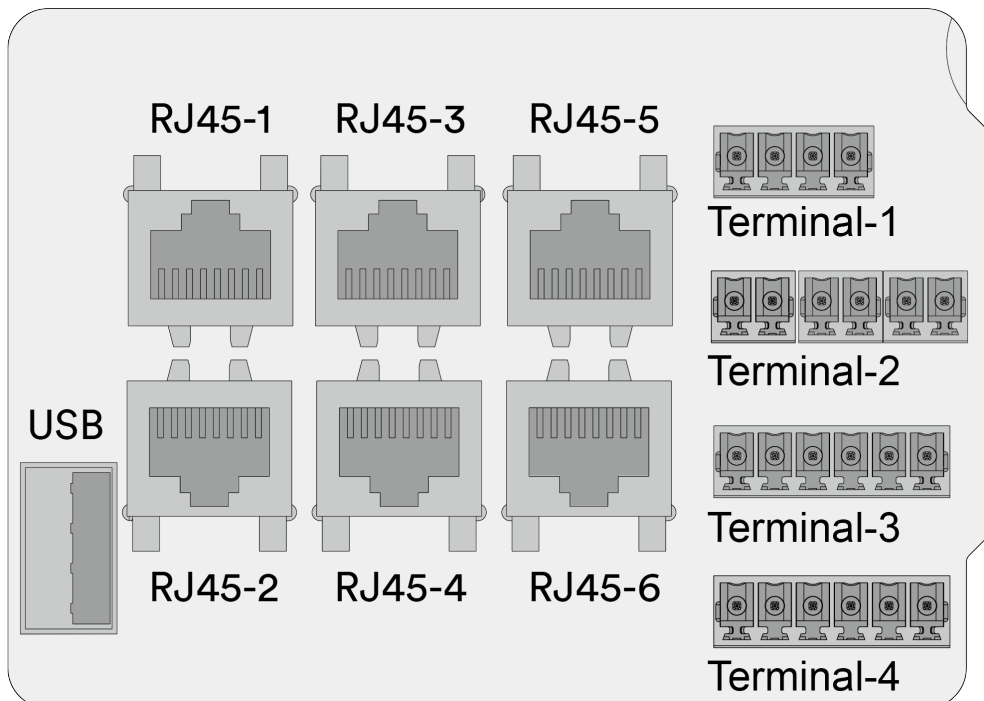 RJ45-1 RJ45-3 RJ45-5
Terminal-1
Terminal-2
USB
Terminal-3
RJ45-2 RJ45-4 RJ45-6
Terminal-4